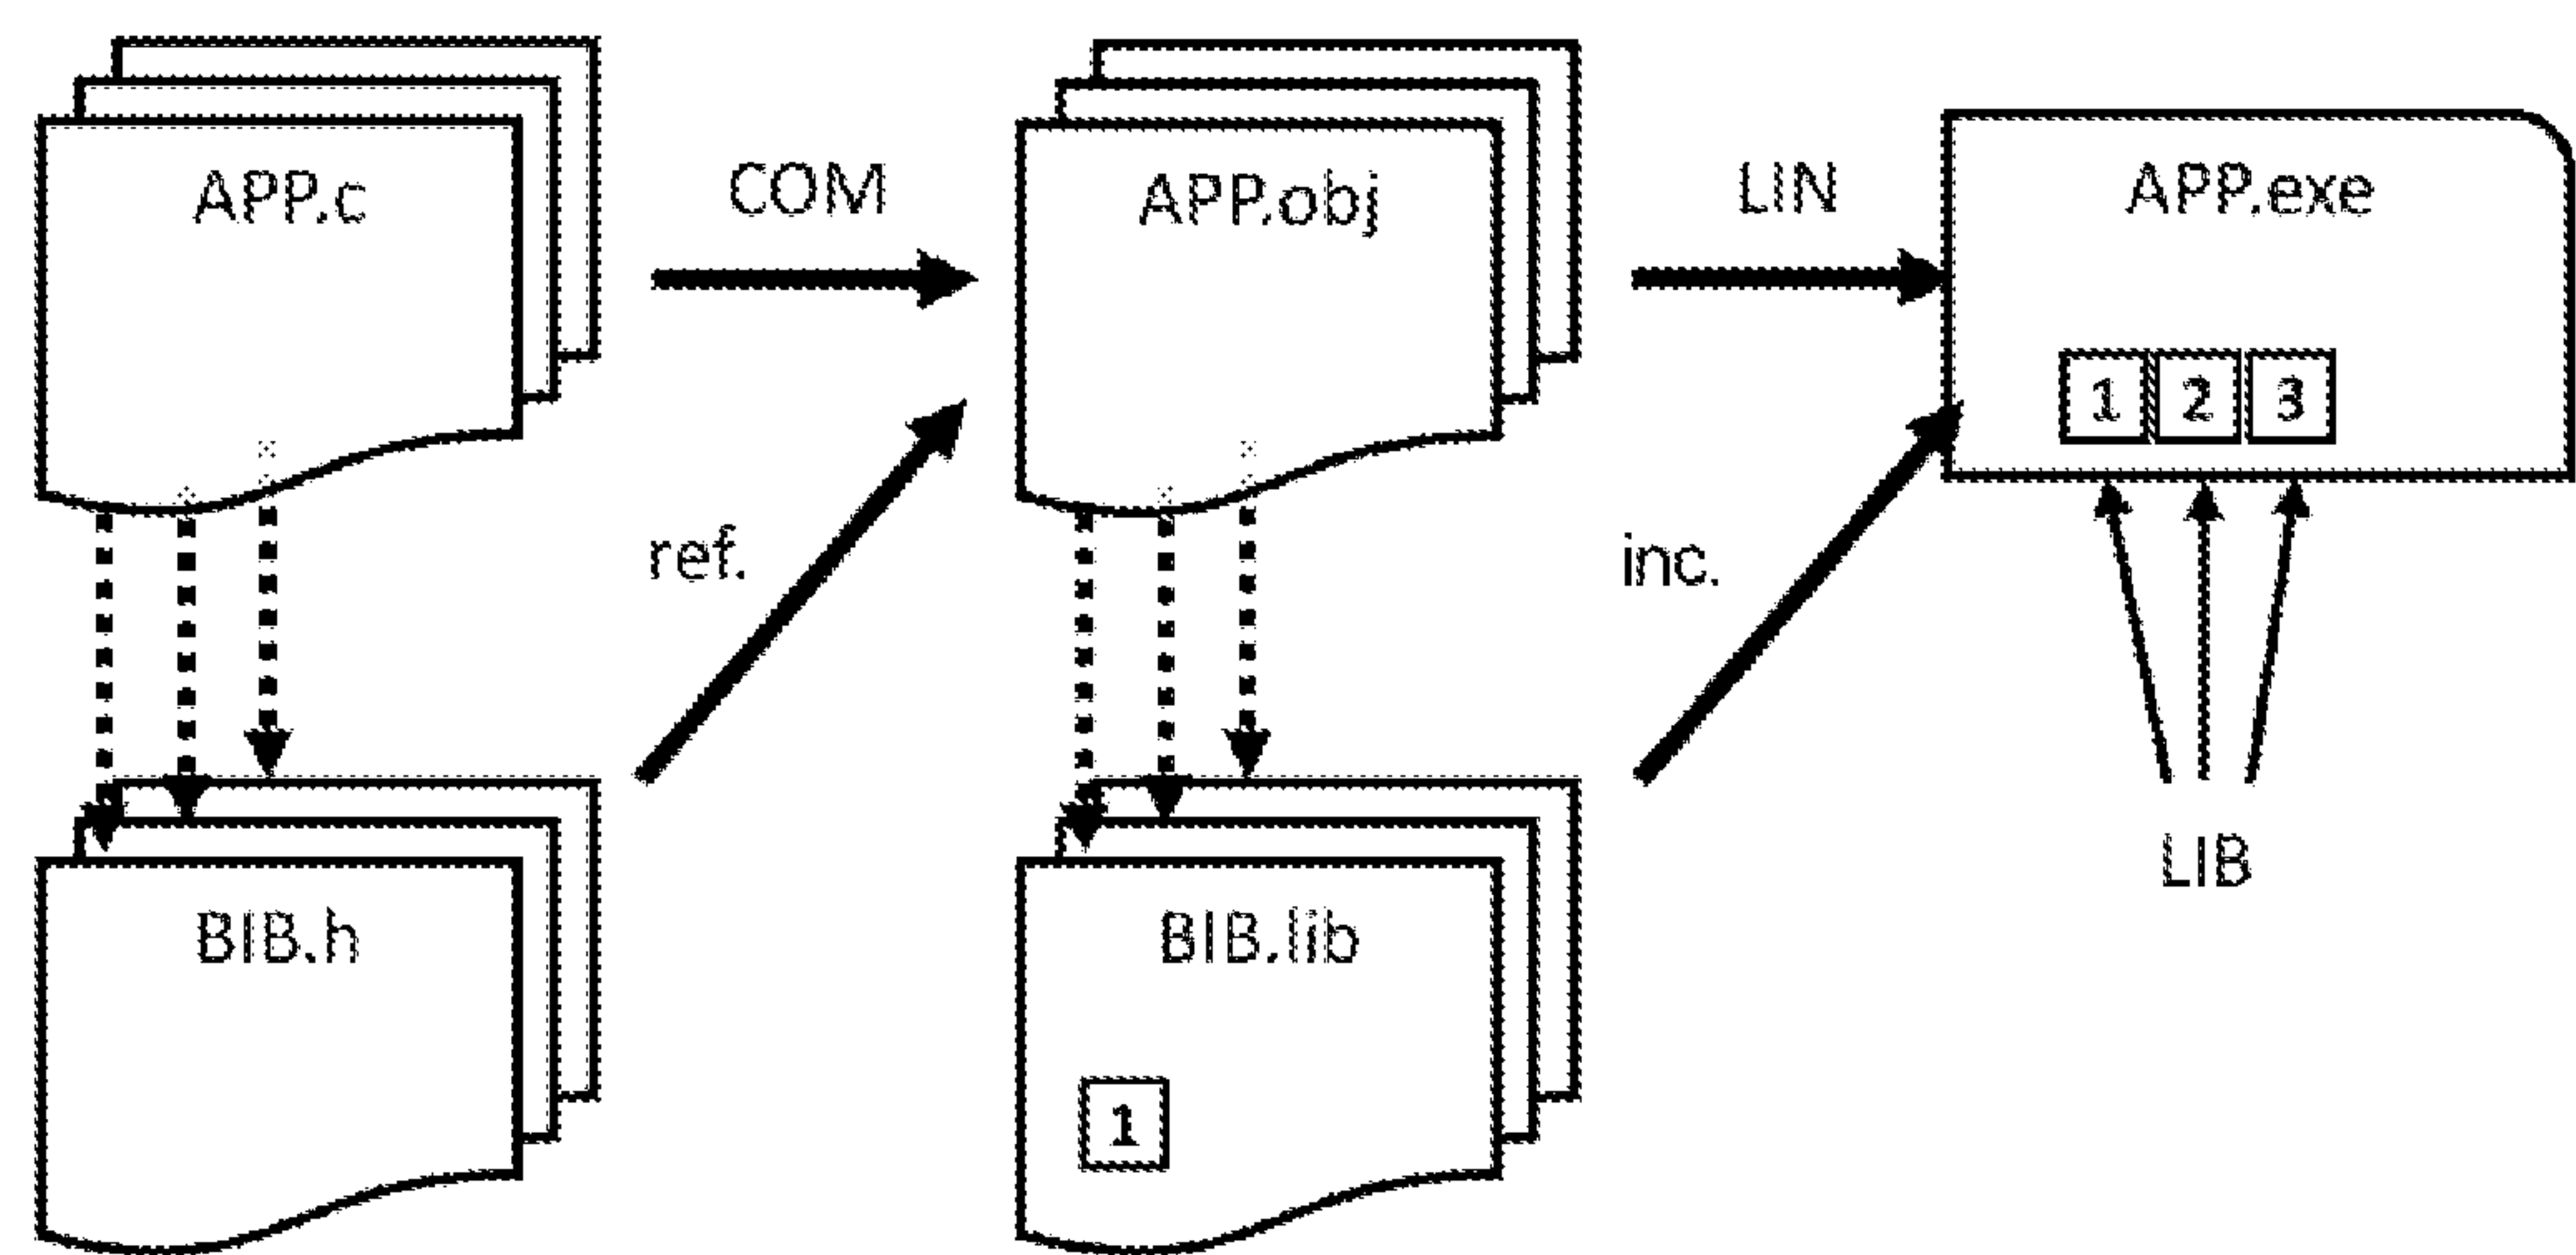 APP.c
COM
APP.obj
LIN
APP.exe
1 2 3
ref.
inc.
BIB.h
BIB.lib
LIB
1